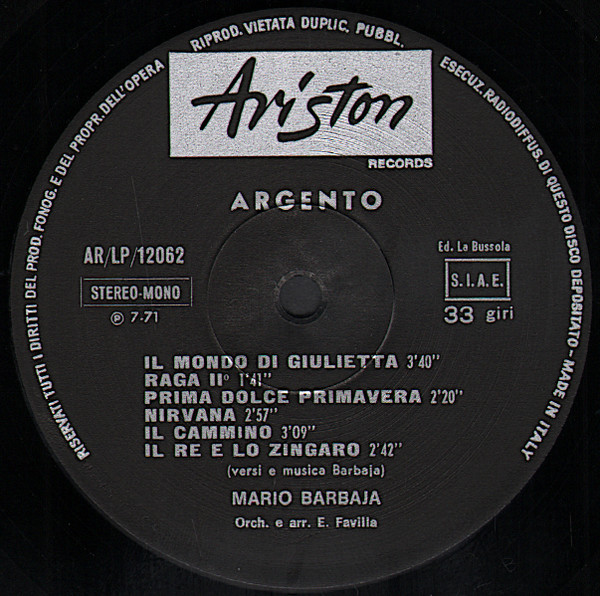 RISERVATI TUTTI I DIRITTI DEL PROD. FONOG. E DEL PROPR. DELL'OPERA
RIPROD. VIETATA DUPLIC. PUBBL.
ESECUZ. RADIODIFFUS. DI QUESTO DISCO DEPOSITATO - MADE IN ITALY
Ariston
RECORDS
ARGENTO
AR/LP/12062
STEREO-MONO
℗ 7-71
Ed. La Bussola
S.I.A.E.
33 giri
IL MONDO DI GIULIETTA 3'40''
RAGA IIº 1'41''
PRIMA DOLCE PRIMAVERA 2'20''
NIRVANA 2'57''
IL CAMMINO 3'09''
IL RE E LO ZINGARO 2'42''
(versi e musica Barbaja)
MARIO BARBAJA
Orch. e arr. E. Favilla